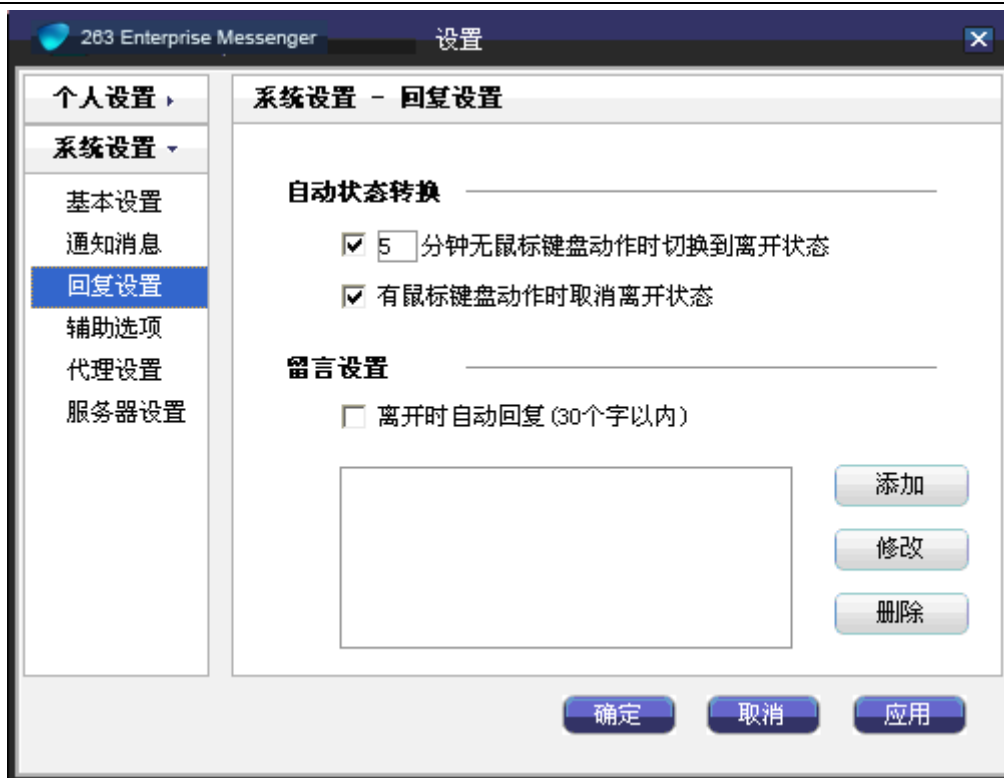 263 Enterprise Messenger 设置
个人设置
系统设置
基本设置
通知消息
回复设置
辅助选项
代理设置
服务器设置
系统设置 - 回复设置
自动状态转换
5 分钟无鼠标键盘动作时切换到离开状态
有鼠标键盘动作时取消离开状态
留言设置
离开时自动回复(30个字以内)
添加
修改
删除
确定 取消 应用